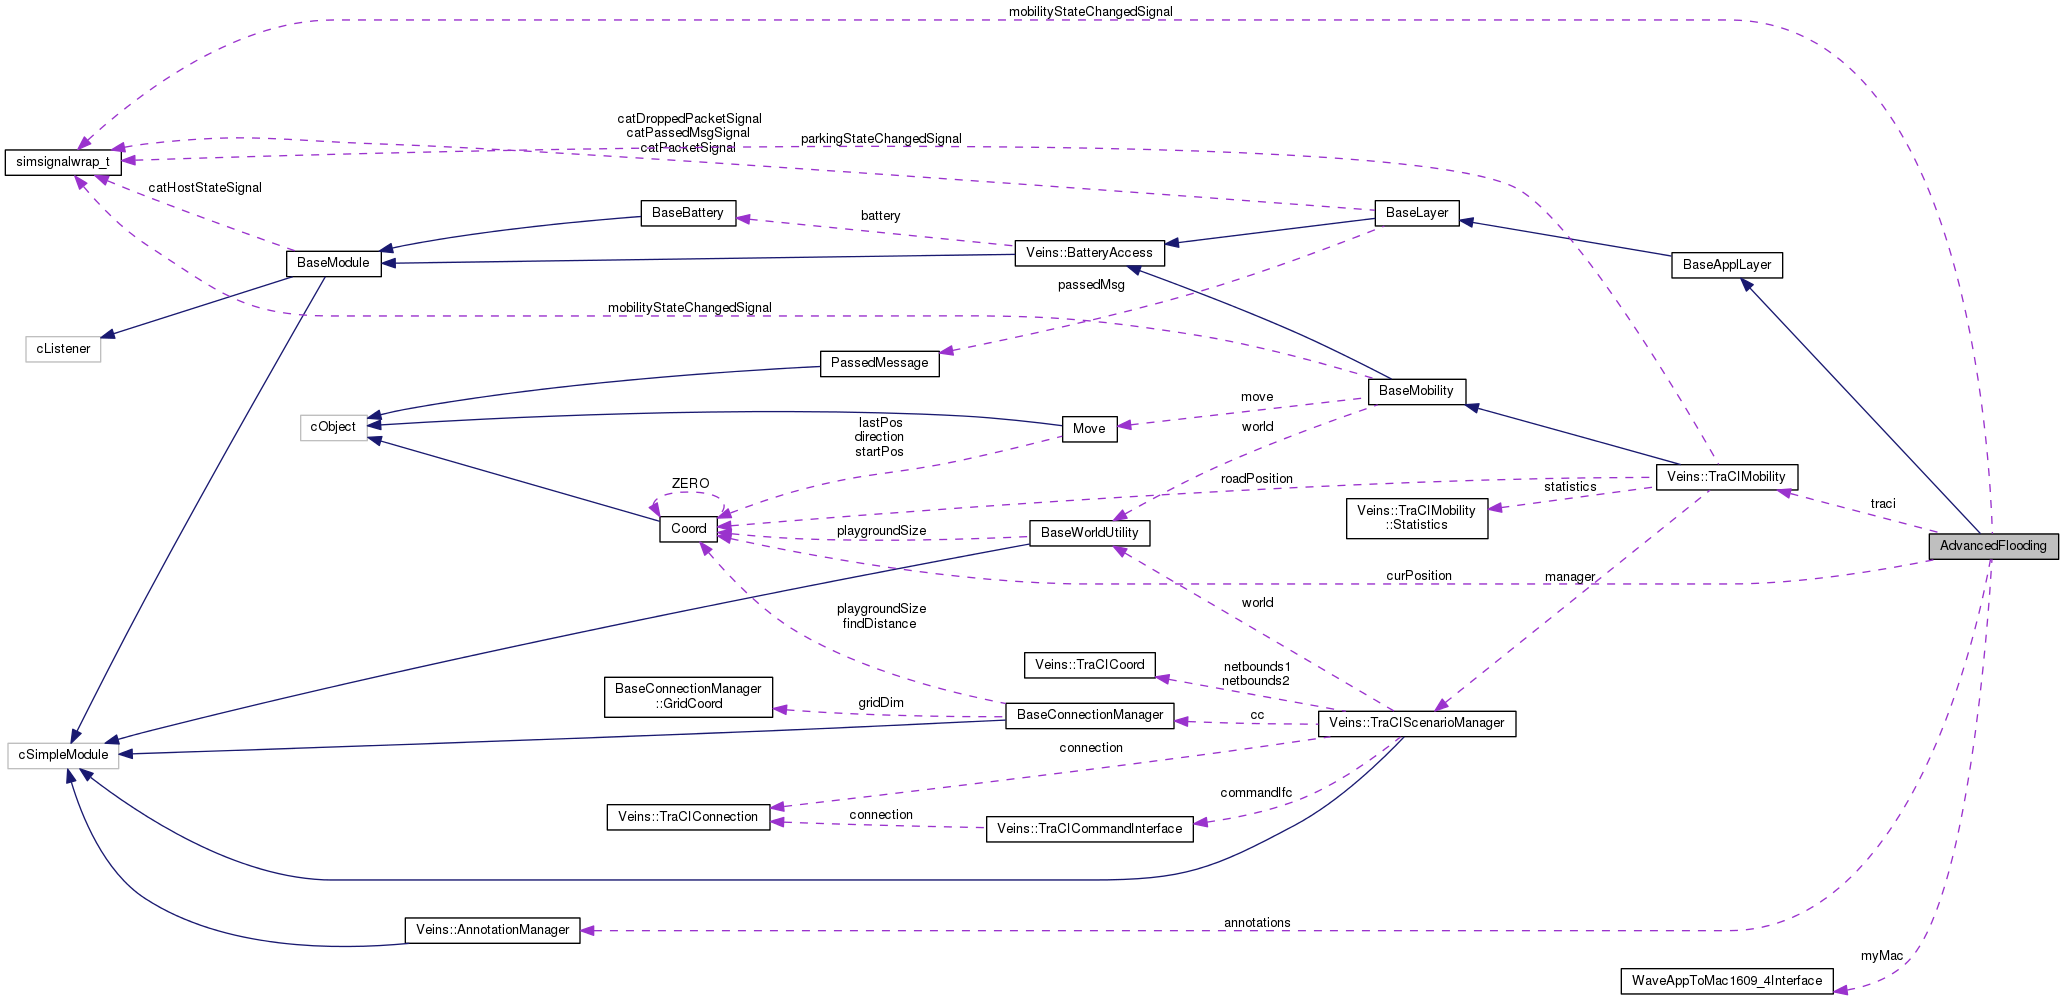 mobilityStateChangedSignal
catDroppedPacketSignal
catPassedMsgSignal
catPacketSignal
parkingStateChangedSignal
simsignalwrap_t
catHostStateSignal
BaseBattery
battery
BaseLayer
BaseModule
Veins::BatteryAccess
BaseApplLayer
passedMsg
mobilityStateChangedSignal
cListener
PassedMessage
BaseMobility
move
cObject
lastPos
direction
startPos
Move
world
ZERO
roadPosition
statistics
Veins::TraCIMobility
traci
Coord
playgroundSize
BaseWorldUtility
Veins::TraCIMobility
::Statistics
AdvancedFlooding
curPosition
manager
playgroundSize
findDistance
world
Veins::TraCICoord
netbounds1
netbounds2
BaseConnectionManager
::GridCoord
gridDim
BaseConnectionManager
cc
Veins::TraCIScenarioManager
cSimpleModule
connection
commandIfc
Veins::TraCIConnection
connection
Veins::TraCICommandInterface
Veins::AnnotationManager
annotations
myMac
WaveAppToMac1609_4Interface